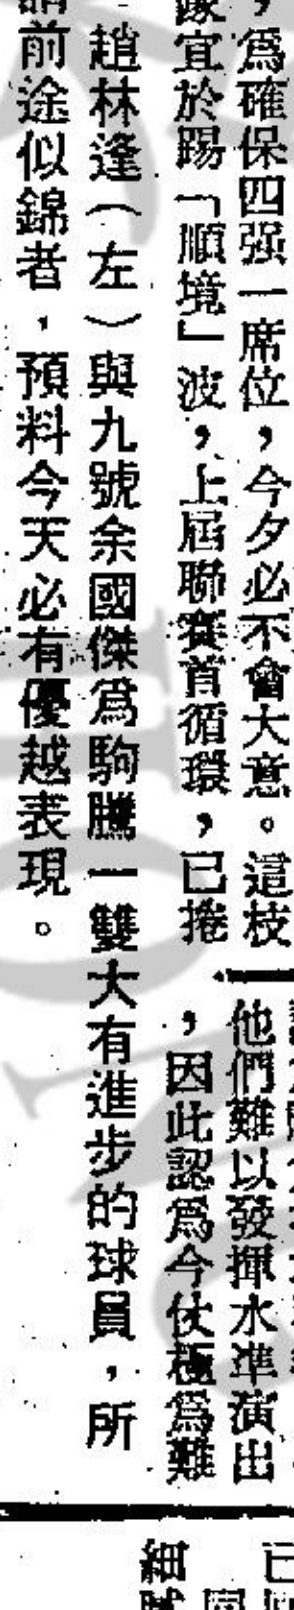 ，爲確保四强一席位，今夕必不會大意。這枝
宜於踢「順境」波，上屆聯賽首循環，已捲
他們難以發揮水準演出
，因此認爲今仗極爲難
趙林逢（左）與九號余國傑爲駒騰一雙大有進步的球員，所
前途似錦者，預料今天必有優越表現。
細